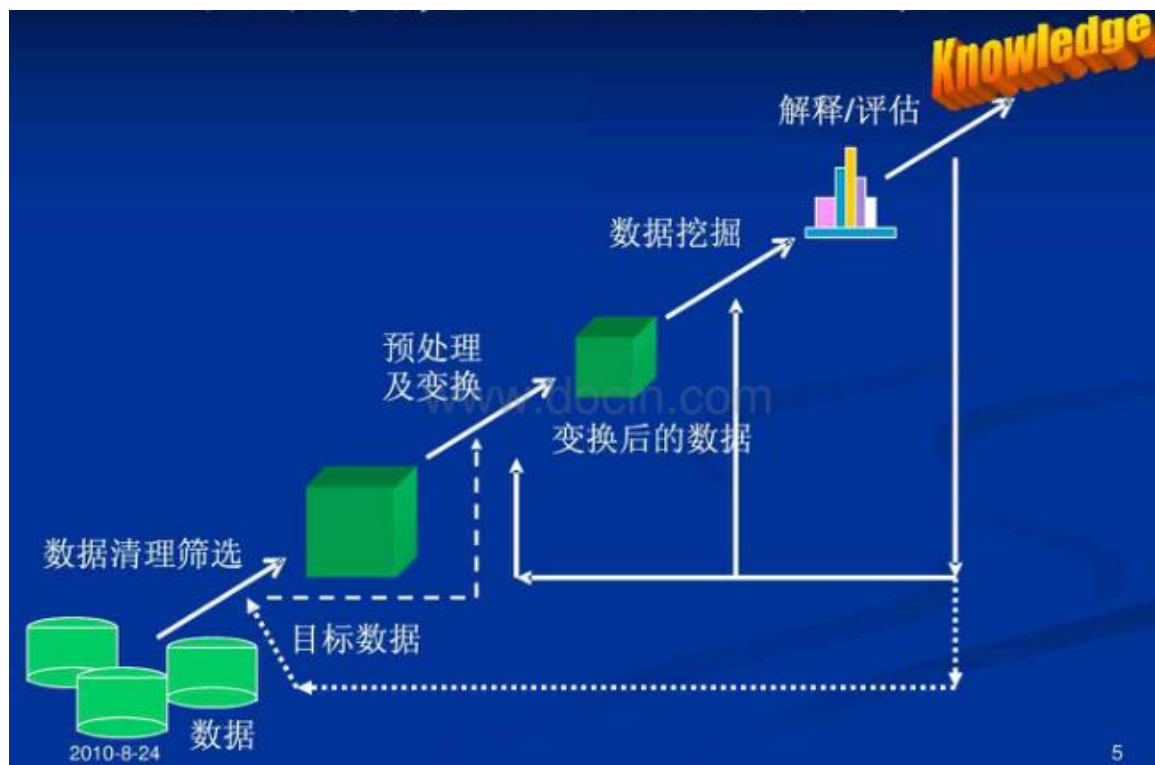 Knowledge
解释/评估
数据挖掘
预处理
及变换
www.docin.com
变换后的数据
数据清理筛选
目标数据
数据
2010-8-24
5